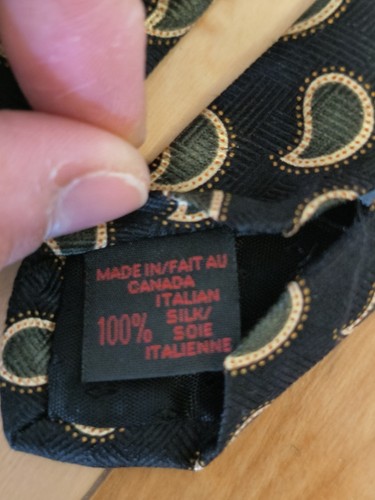 MADE IN/FAIT AU
CANADA
ITALIAN
100% SILK/
SOIE
ITALIENNE